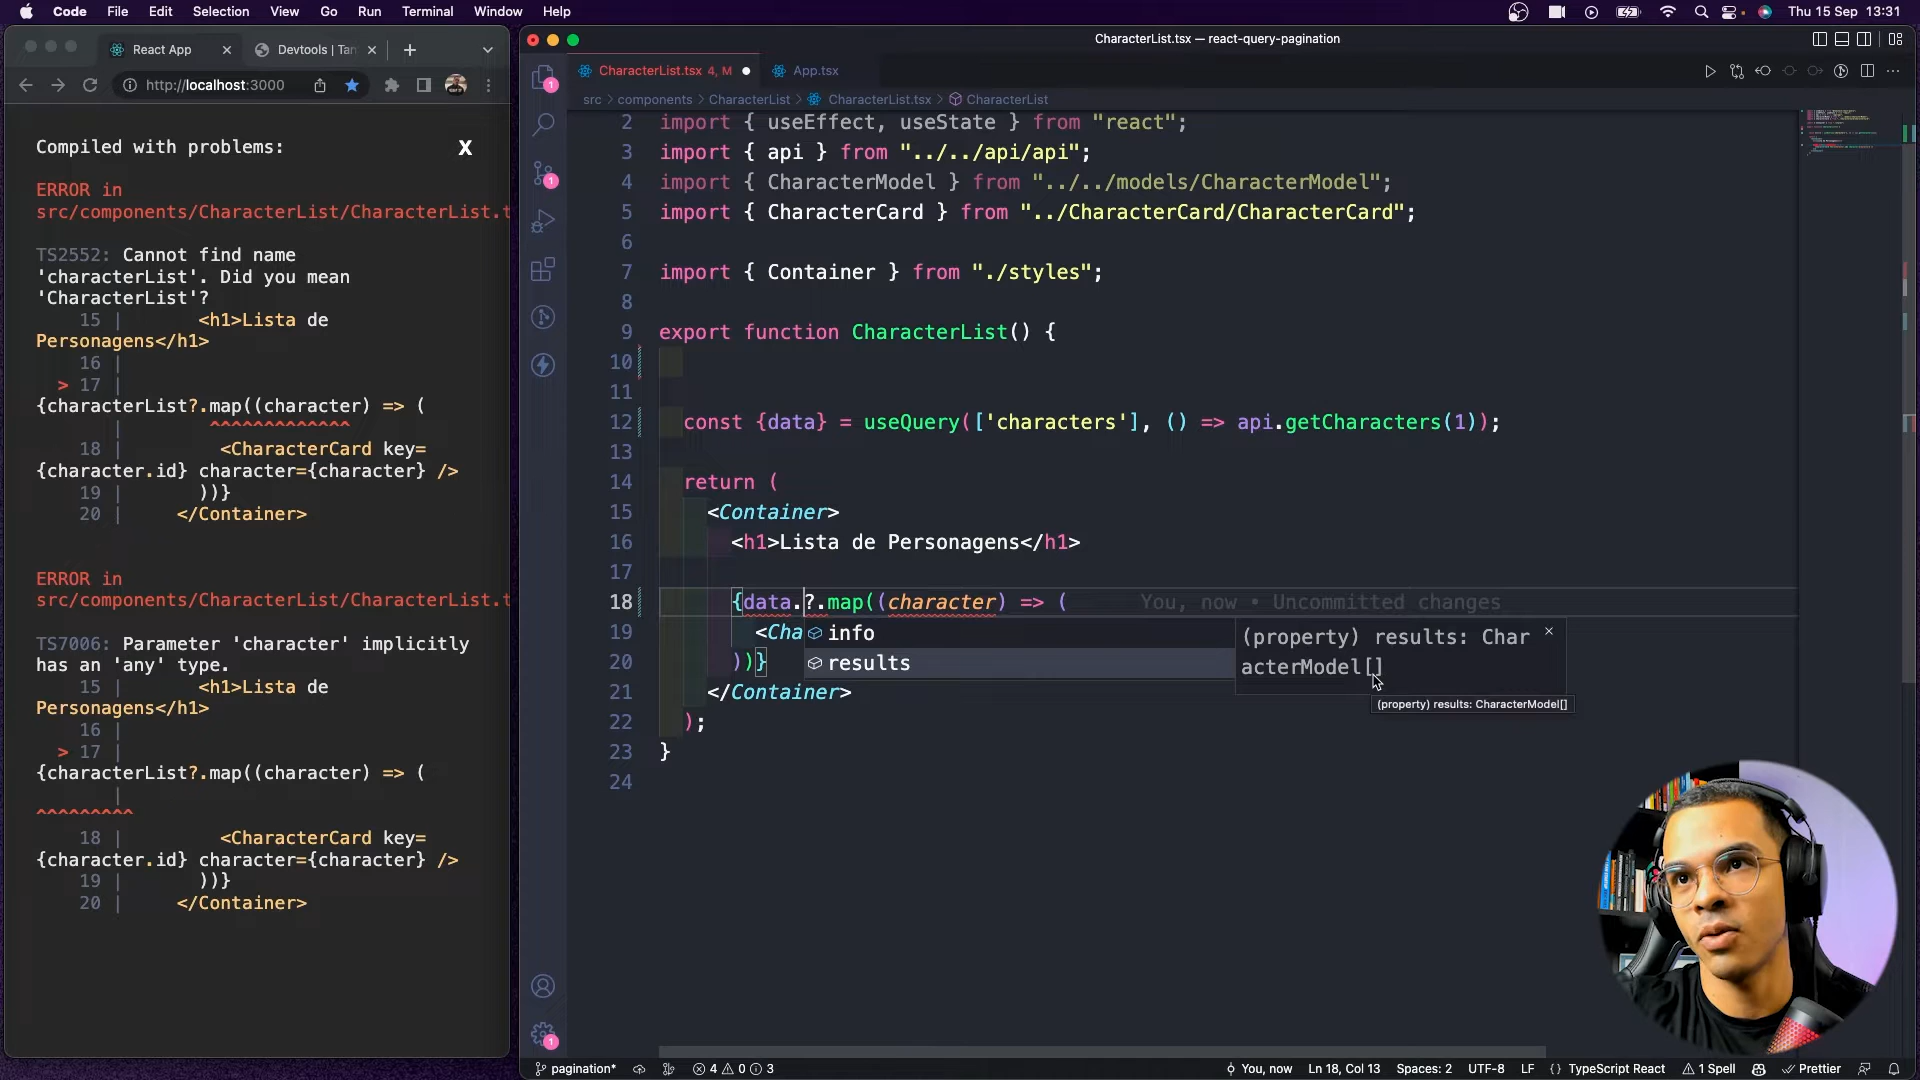 Code File Edit Selection View Go Run Terminal Window Help
Thu 15 Sep 13:31
React App
Devtools | Tan
http://localhost:3000
Compiled with problems:
X
ERROR in
src/components/CharacterList/CharacterList.t
TS2552: Cannot find name
'characterList'. Did you mean
'CharacterList'?
15 | <h1>Lista de
Personagens</h1>
16 |
> 17 |
{characterList?.map((character) => (
| ^^^^^^^^^^^^^
18 | <CharacterCard key=
{character.id} character={character} />
19 | ))}
20 | </Container>
ERROR in
src/components/CharacterList/CharacterList.t
TS7006: Parameter 'character' implicitly
has an 'any' type.
15 | <h1>Lista de
Personagens</h1>
16 |
> 17 |
{characterList?.map((character) => (
|
^^^^^^^^^
18 | <CharacterCard key=
{character.id} character={character} />
19 | ))}
20 | </Container>
CharacterList.tsx — react-query-pagination
CharacterList.tsx 4, M
App.tsx
src > components > CharacterList > CharacterList.tsx > CharacterList
2 import { useEffect, useState } from "react";
3 import { api } from "../../api/api";
4 import { CharacterModel } from "../../models/CharacterModel";
5 import { CharacterCard } from "../CharacterCard/CharacterCard";
6
7 import { Container } from "./styles";
8
9 export function CharacterList() {
10
11
12 const {data} = useQuery(['characters'], () => api.getCharacters(1));
13
14 return (
15 <Container>
16 <h1>Lista de Personagens</h1>
17
18 {data.?.map((character) => ( You, now • Uncommitted changes
19 <Cha
info
(property) results: Char
acterModel[]
20 ))}
results
(property) results: CharacterModel[]
21 </Container>
22 );
23 }
24
1
1
1
pagination* 4 0 3
You, now Ln 18, Col 13 Spaces: 2 UTF-8 LF {} TypeScript React 1 Spell Prettier